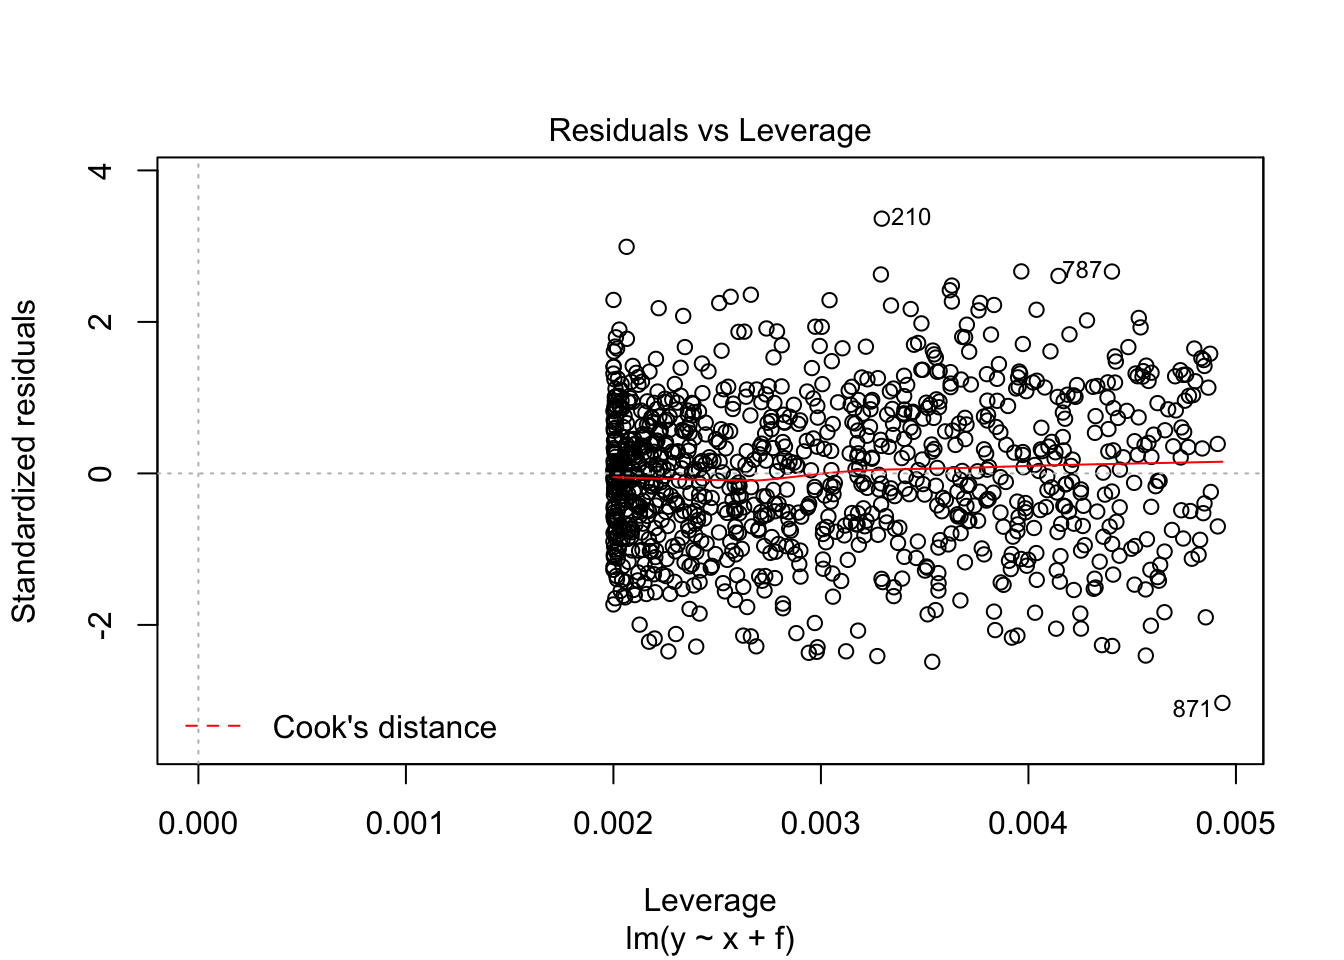 Residuals vs Leverage
Standardized residuals
4
2
0
-2
210
787
871
Cook's distance
0.000 0.001 0.002 0.003 0.004 0.005
Leverage
lm(y ~ x + f)